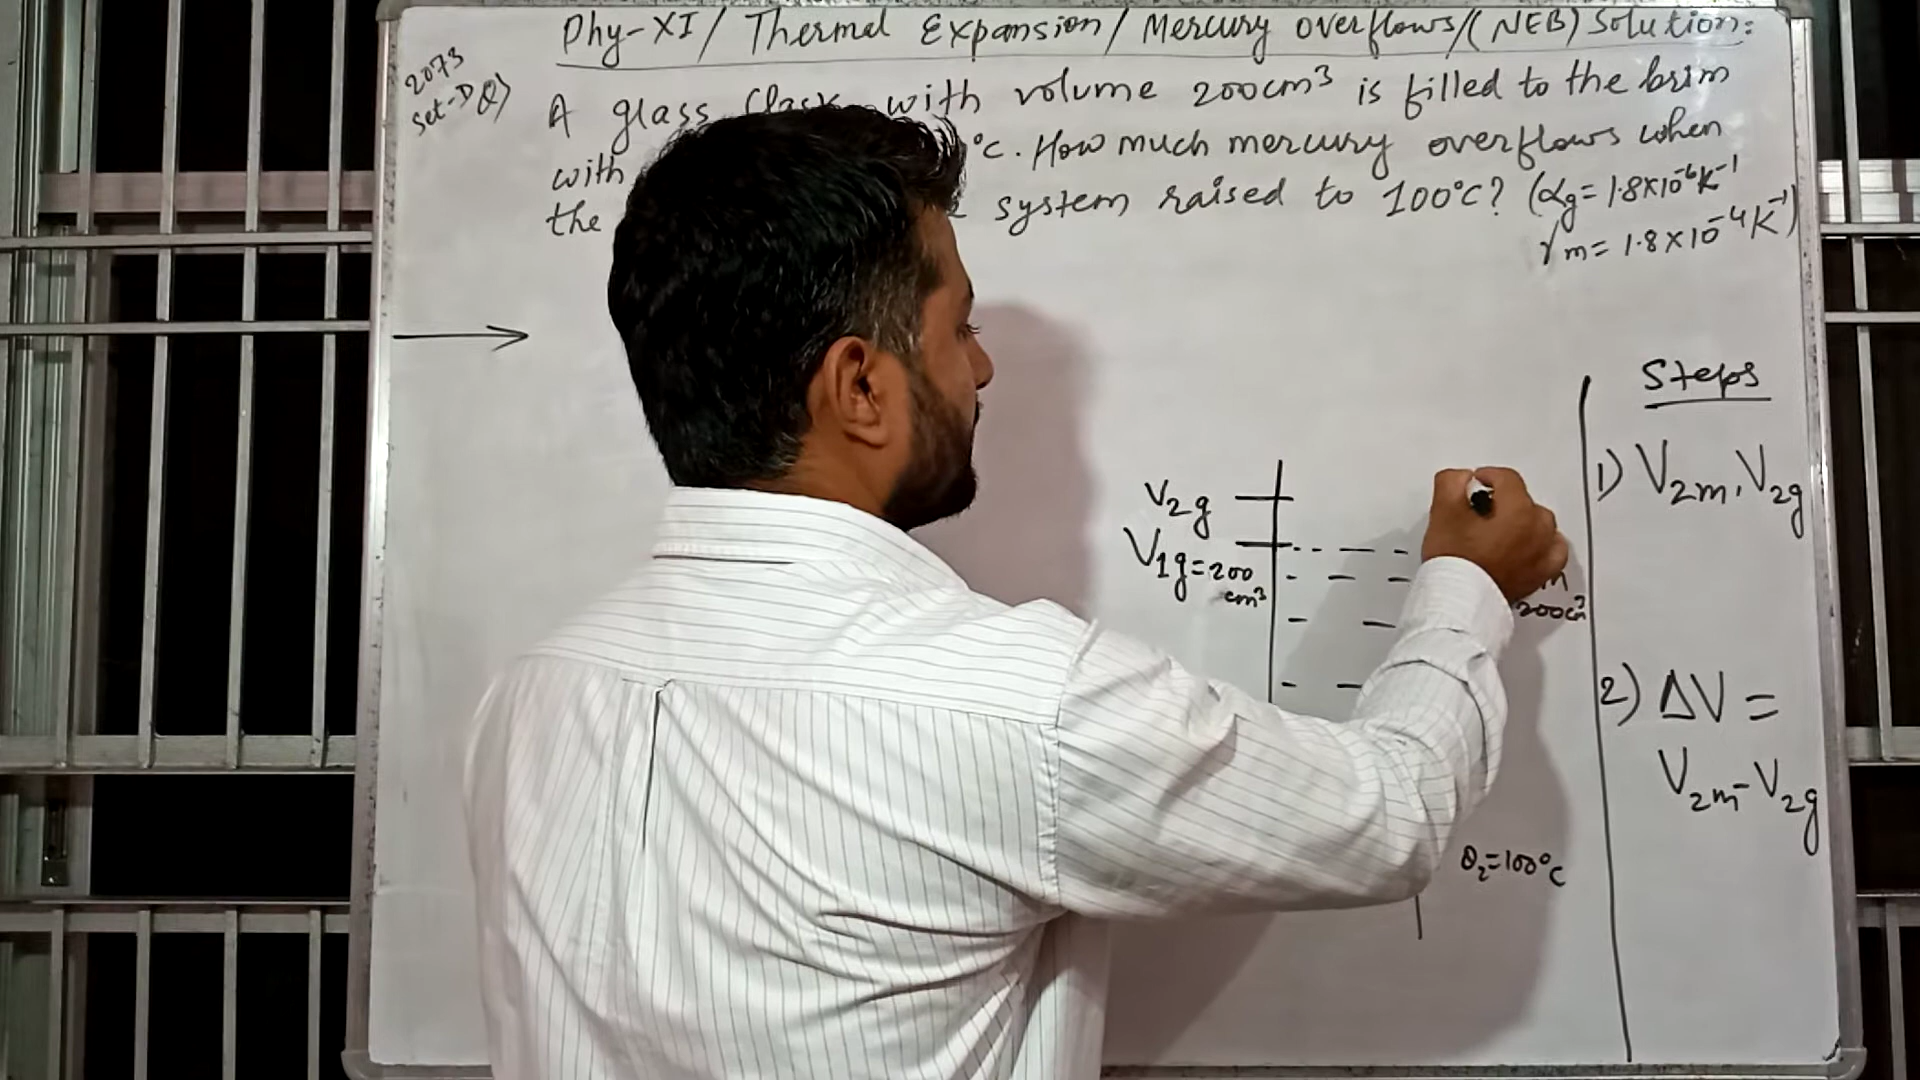 Phy-XI/ Thermal Expansion/ Mercury overflows/(NEB) Solution:
2073
Set-D Q)
A glass flask with volume 200cm³ is filled to the brim
with °C. How much mercury overflows when
the system raised to 100°C? (αg = 1.8×10⁻⁶K⁻¹
γm = 1.8×10⁻⁴K⁻¹)
Steps
1) V2m, V2g
V2g
V1g=200
cm³
200cm³
2) ΔV =
V2m-V2g
θ₂=100°C